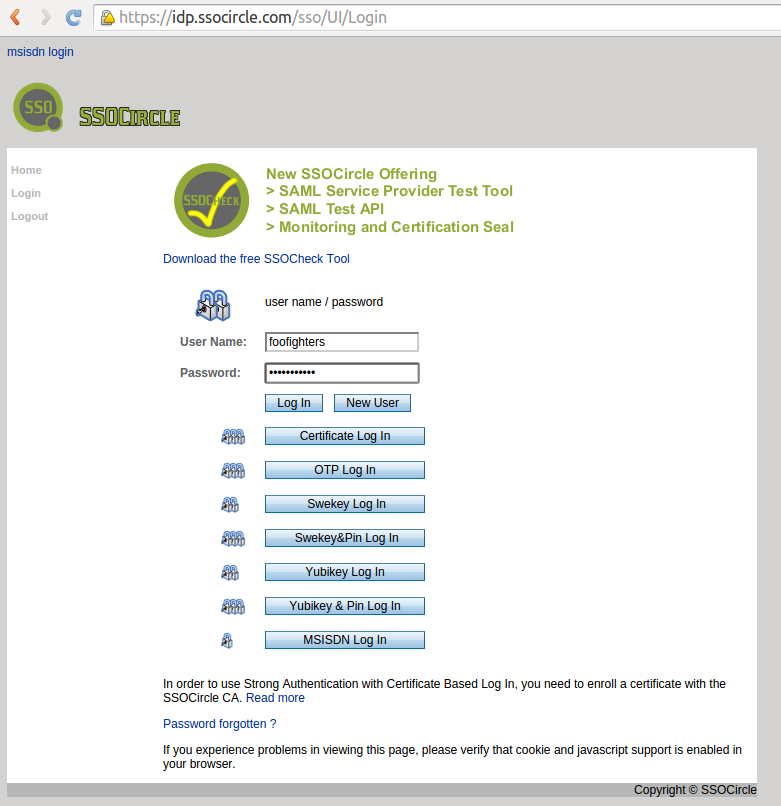 https://idp.ssocircle.com/sso/UI/Login
msisdn login
SSO
SSOCIRCLE
Home
Login
Logout
SSOCHECK
New SSOCircle Offering
> SAML Service Provider Test Tool
> SAML Test API
> Monitoring and Certification Seal
Download the free SSOCheck Tool
user name / password
User Name: foofighters
Password: •••••••••••
Log In New User
Certificate Log In
OTP Log In
Swekey Log In
Swekey&Pin Log In
Yubikey Log In
Yubikey & Pin Log In
MSISDN Log In
In order to use Strong Authentication with Certificate Based Log In, you need to enroll a certificate with the
SSOCircle CA. Read more
Password forgotten ?
If you experience problems in viewing this page, please verify that cookie and javascript support is enabled in
your browser.
Copyright © SSOCircle